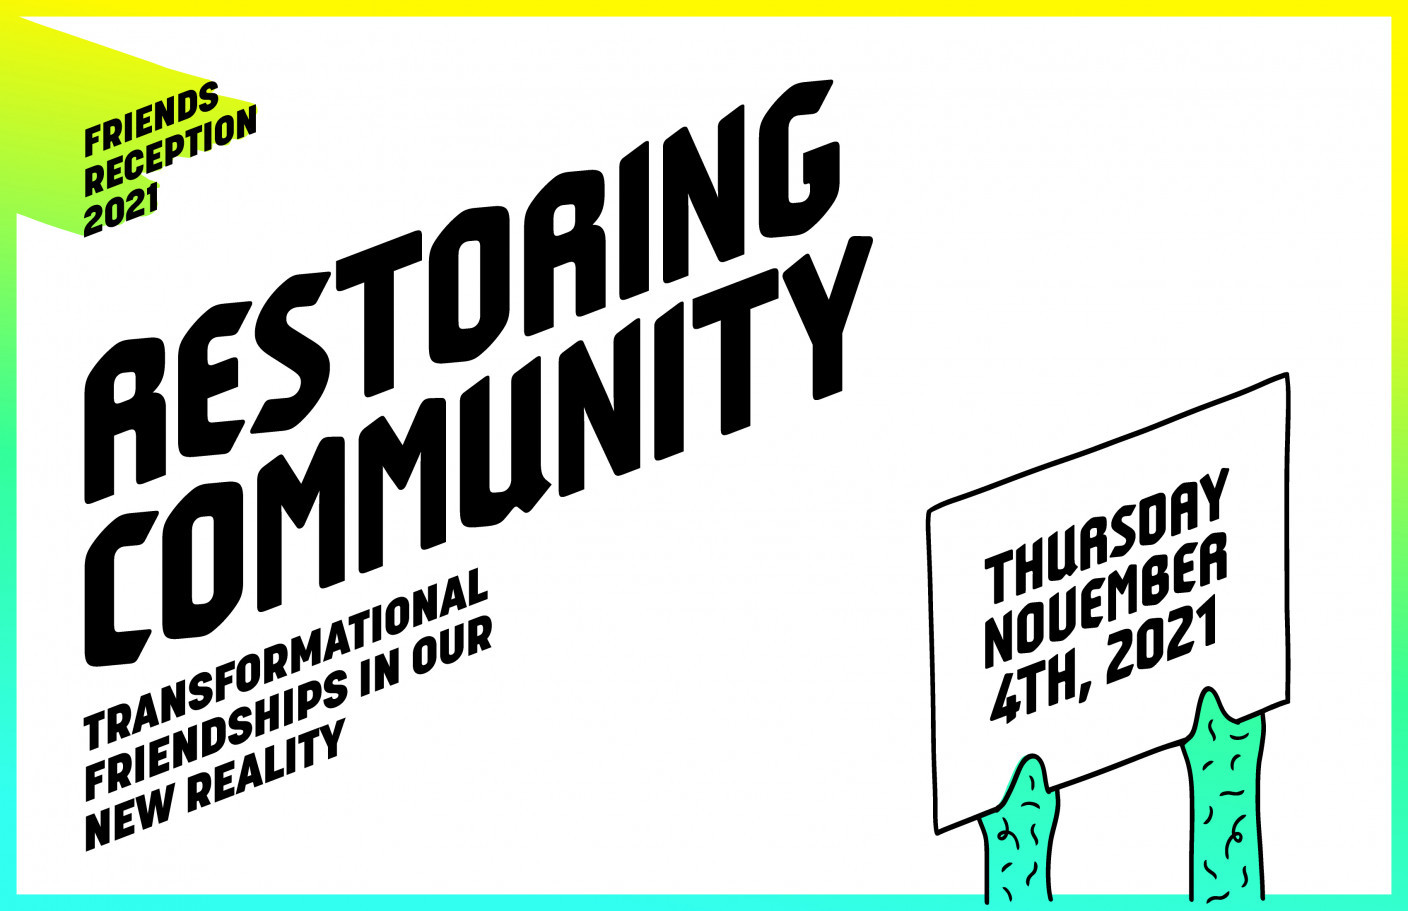 FRIENDS
RECEPTION
2021
RESTORING
COMMUNITY
TRANSFORMATIONAL
FRIENDSHIPS IN OUR
NEW REALITY
THURSDAY
NOVEMBER
4TH, 2021